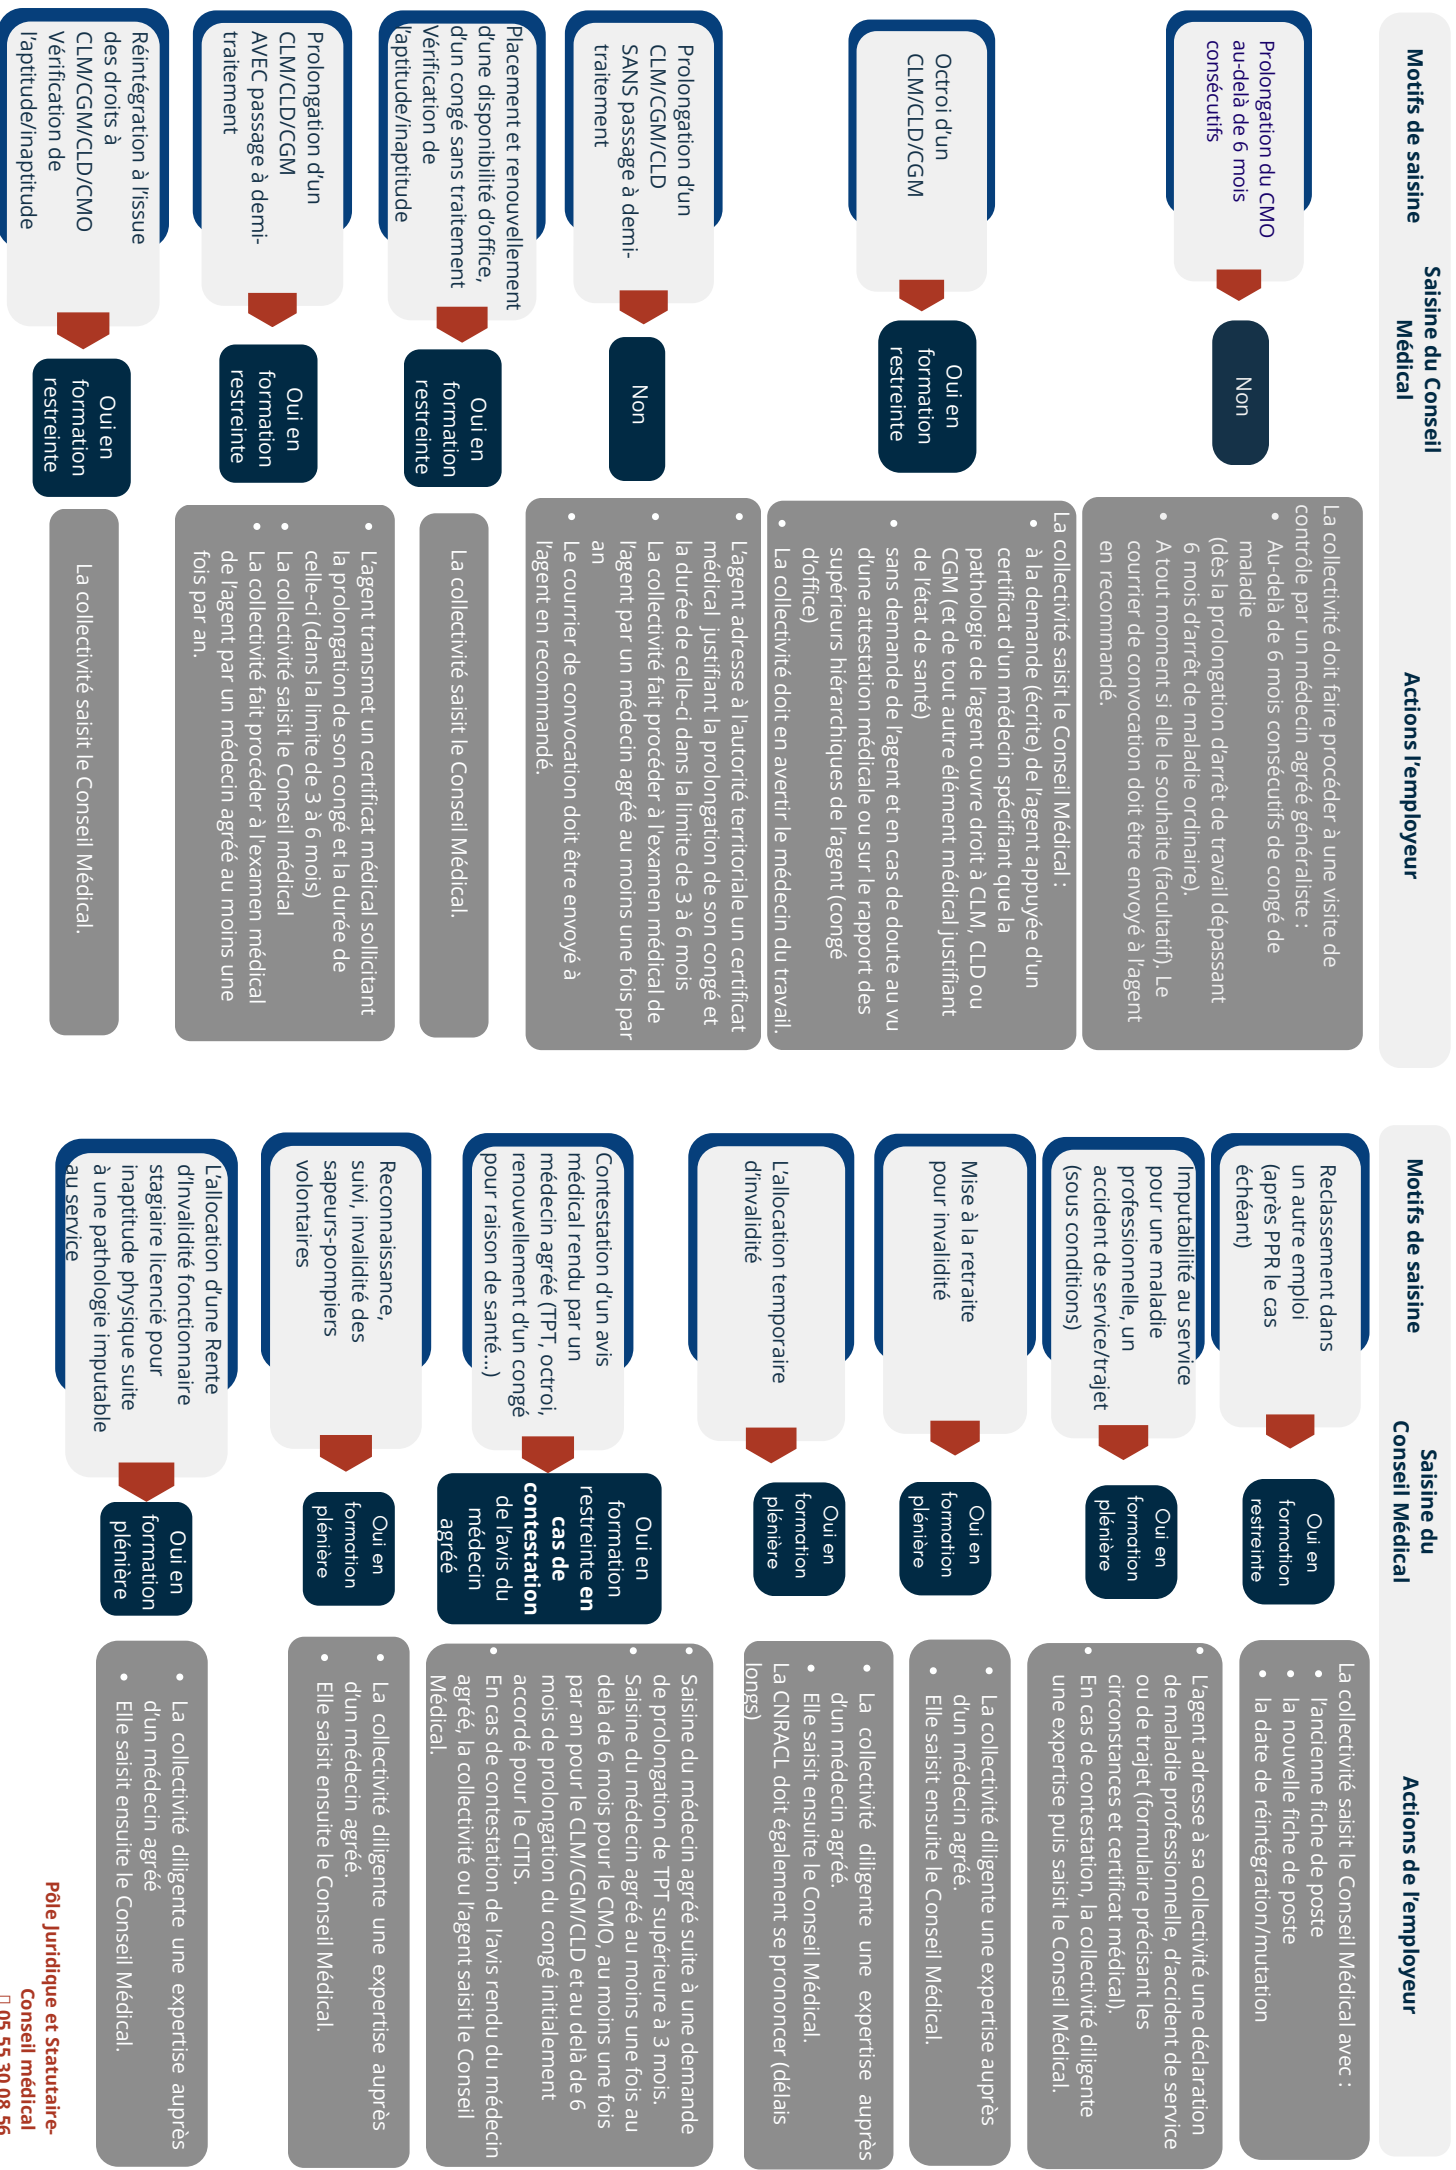 Motifs de saisine
Saisine du Conseil
Médical
Actions l'employeur
Prolongation du CMO
au-delà de 6 mois
consécutifs
Non
La collectivité doit faire procéder à une visite de
contrôle par un médecin agréé généraliste :
• Au-delà de 6 mois consécutifs de congé de
maladie
(dès la prolongation d'arrêt de travail dépassant
6 mois d'arrêt de maladie ordinaire).
• A tout moment si elle le souhaite (facultatif). Le
courrier de convocation doit être envoyé à l'agent
en recommandé.
Octroi d'un
CLM/CLD/CGM
Oui en
formation
restreinte
La collectivité saisit le Conseil Médical :
• à la demande (écrite) de l'agent appuyée d'un
certificat d'un médecin spécifiant que la
pathologie de l'agent ouvre droit à CLM, CLD ou
CGM (et de tout autre élément médical justifiant
de l'état de santé)
• sans demande de l'agent et en cas de doute au vu
d'une attestation médicale ou sur le rapport des
supérieurs hiérarchiques de l'agent (congé
d'office)
• La collectivité doit en avertir le médecin du travail.
Prolongation d'un
CLM/CGM/CLD
SANS passage à demi-
traitement
Non
• L'agent adresse à l'autorité territoriale un certificat
médical justifiant la prolongation de son congé et
la durée de celle-ci dans la limite de 3 à 6 mois
• La collectivité fait procéder à l'examen médical de
l'agent par un médecin agréé au moins une fois par
an
• Le courrier de convocation doit être envoyé à
l'agent en recommandé.
Placement et renouvellement
d'une disponibilité d'office,
d'un congé sans traitement
Vérification de
l'aptitude/inaptitude
Oui en
formation
restreinte
La collectivité saisit le Conseil Médical.
Prolongation d'un
CLM/CLD/CGM
AVEC passage à demi-
traitement
Oui en
formation
restreinte
• L'agent transmet un certificat médical sollicitant
la prolongation de son congé et la durée de
celle-ci (dans la limite de 3 à 6 mois)
• La collectivité saisit le Conseil médical
• La collectivité fait procéder à l'examen médical
de l'agent par un médecin agréé au moins une
fois par an.
Réintégration à l'issue
des droits à
CLM/CGM/CLD/CMO
Vérification de
l'aptitude/inaptitude
Oui en
formation
restreinte
La collectivité saisit le Conseil Médical.
Motifs de saisine
Saisine du
Conseil Médical
Actions de l'employeur
Reclassement dans
un autre emploi
(après PPR le cas
échéant)
Oui en
formation
restreinte
La collectivité saisit le Conseil Médical avec :
• l'ancienne fiche de poste
• la nouvelle fiche de poste
• la date de réintégration/mutation
Imputabilité au service
pour une maladie
professionnelle, un
accident de service/trajet
(sous conditions)
Oui en
formation
plénière
• L'agent adresse à sa collectivité une déclaration
de maladie professionnelle, d'accident de service
ou de trajet (formulaire précisant les
circonstances et certificat médical).
• En cas de contestation, la collectivité diligente
une expertise puis saisit le Conseil Médical.
Mise à la retraite
pour invalidité
Oui en
formation
plénière
• La collectivité diligente une expertise auprès
d'un médecin agréé.
• Elle saisit ensuite le Conseil Médical.
L'allocation temporaire
d'invalidité
Oui en
formation
plénière
• La collectivité diligente une expertise auprès
d'un médecin agréé.
• Elle saisit ensuite le Conseil Médical.
La CNRACL doit également se prononcer (délais
longs)
Contestation d'un avis
médical rendu par un
médecin agréé (TPT, octroi,
renouvellement d'un congé
pour raison de santé...)
Oui en
formation
restreinte en
cas de
contestation
de l'avis du
médecin
agréé
• Saisine du médecin agréé suite à une demande
de prolongation de TPT supérieure à 3 mois.
• Saisine du médecin agréé au moins une fois au
delà de 6 mois pour le CMO, au moins une fois
par an pour le CLM/CGM/CLD et au delà de 6
mois de prolongation du congé initialement
accordé pour le CITIS.
• En cas de contestation de l'avis rendu du médecin
agréé, la collectivité ou l'agent saisit le Conseil
Médical.
Reconnaissance,
suivi, invalidité des
sapeurs-pompiers
volontaires
Oui en
formation
plénière
• La collectivité diligente une expertise auprès
d'un médecin agréé.
• Elle saisit ensuite le Conseil Médical.
L'allocation d'une Rente
d'Invalidité fonctionnaire
stagiaire licencié pour
inaptitude physique suite
à une pathologie imputable
au service
Oui en
formation
plénière
• La collectivité diligente une expertise auprès
d'un médecin agréé
• Elle saisit ensuite le Conseil Médical.
Pôle Juridique et Statutaire-
Conseil médical
05 55 30 08 56